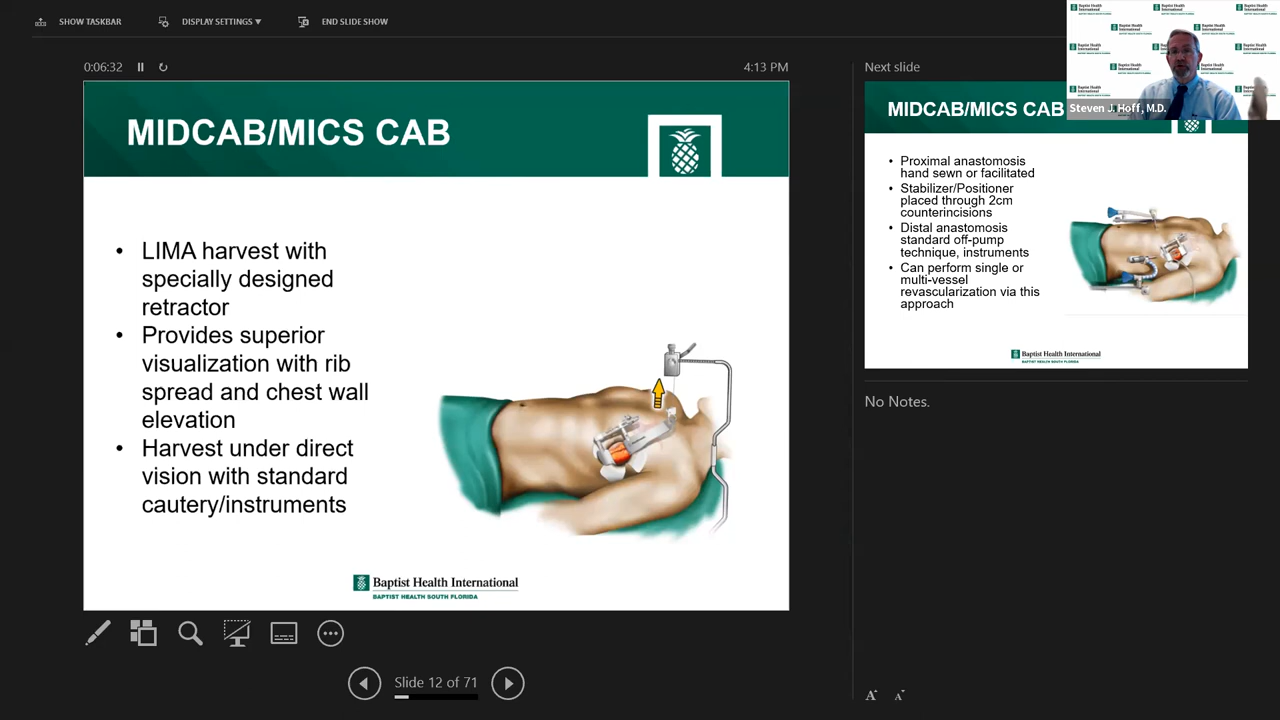 SHOW TASKBAR
DISPLAY SETTINGS ▼
END SLIDE SHOW
0:06:32
4:13 PM
MIDCAB/MICS CAB
• LIMA harvest with
specially designed
retractor
• Provides superior
visualization with rib
spread and chest wall
elevation
• Harvest under direct
vision with standard
cautery/instruments
Baptist Health International
BAPTIST HEALTH SOUTH FLORIDA
Slide 12 of 71
Next slide
MIDCAB/MICS CAB
• Proximal anastomosis
hand sewn or facilitated
• Stabilizer/Positioner
placed through 2cm
counterincisions
• Distal anastomosis
standard off-pump
technique, instruments
• Can perform single or
multi-vessel
revascularization via this
approach
Baptist Health International
BAPTIST HEALTH SOUTH FLORIDA
No Notes.
Baptist Health International
Steven J. Hoff, M.D.